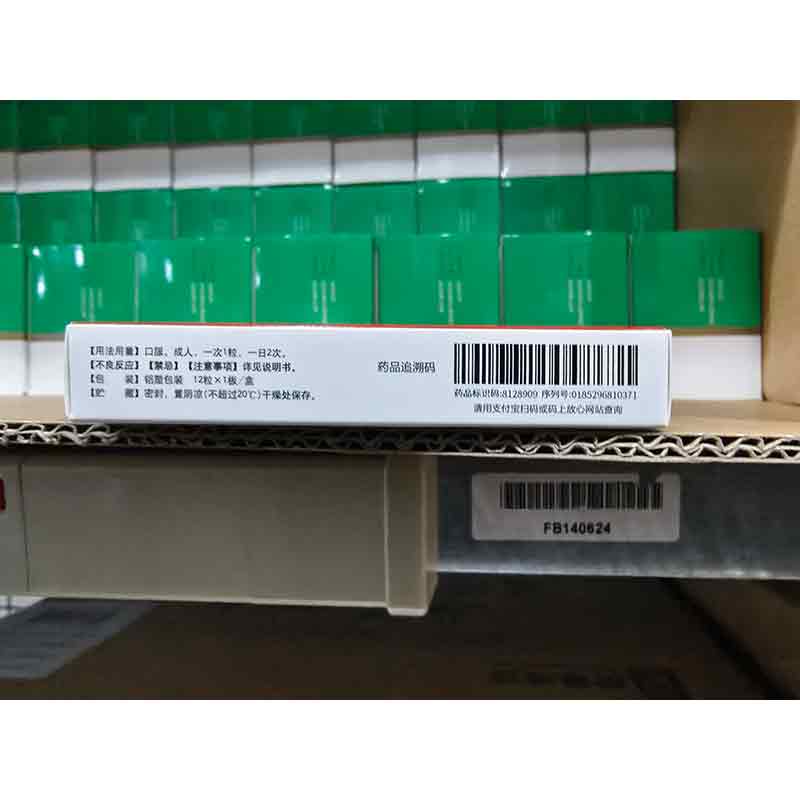 【用法用量】口服，成人，一次1粒，一日2次。
【不良反应】【禁忌】【注意事项】详见说明书。
【包　　装】铝塑包装 12粒×1板/盒
【贮　　藏】密封，置阴凉(不超过20℃)干燥处保存。
药品追溯码
药品标识码:8128909 序列号:0185296810371
请用支付宝扫码或码上放心网站查询
FB140624